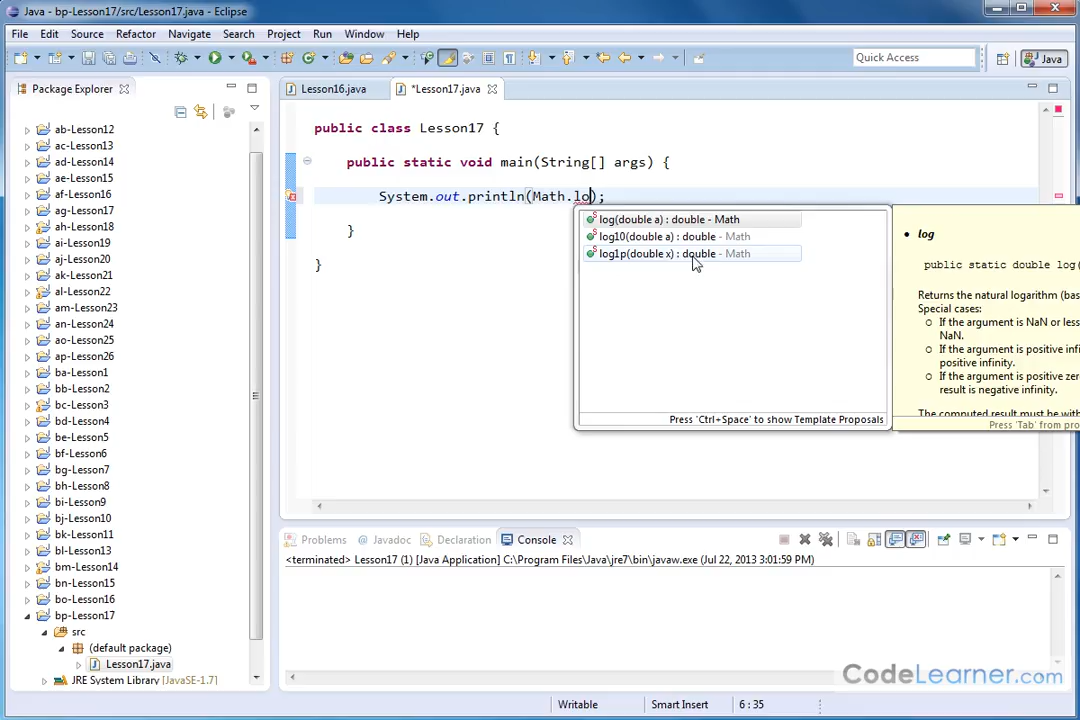 Java - bp-Lesson17/src/Lesson17.java - Eclipse
File Edit Source Refactor Navigate Search Project Run Window Help
Quick Access
Java
Package Explorer
Lesson16.java
*Lesson17.java
ab-Lesson12
ac-Lesson13
ad-Lesson14
ae-Lesson15
af-Lesson16
ag-Lesson17
ah-Lesson18
ai-Lesson19
aj-Lesson20
ak-Lesson21
al-Lesson22
am-Lesson23
an-Lesson24
ao-Lesson25
ap-Lesson26
ba-Lesson1
bb-Lesson2
bc-Lesson3
bd-Lesson4
be-Lesson5
bf-Lesson6
bg-Lesson7
bh-Lesson8
bi-Lesson9
bj-Lesson10
bk-Lesson11
bl-Lesson13
bm-Lesson14
bn-Lesson15
bo-Lesson16
bp-Lesson17
src
(default package)
Lesson17.java
JRE System Library [JavaSE-1.7]
public class Lesson17 {
public static void main(String[] args) {
System.out.println(Math.lo);
}
}
log(double a) : double - Math
log10(double a) : double - Math
log1p(double x) : double - Math
Press 'Ctrl+Space' to show Template Proposals
log
public static double log(
Returns the natural logarithm (bas
Special cases:
If the argument is NaN or less
NaN.
If the argument is positive infi
positive infinity.
If the argument is positive zer
result is negative infinity.
The computed result must be with
Press 'Tab' from pro
Problems
Javadoc
Declaration
Console
<terminated> Lesson17 (1) [Java Application] C:\Program Files\Java\jre7\bin\javaw.exe (Jul 22, 2013 3:01:59 PM)
CodeLearner.com
Writable
Smart Insert
6 : 35